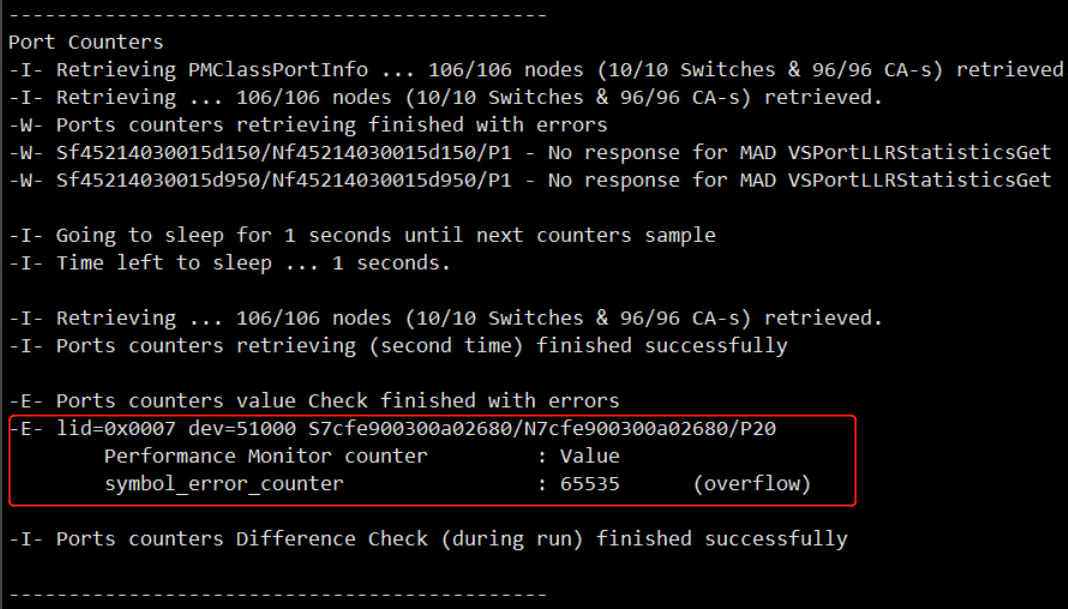 ---------------------------------------------
Port Counters
-I- Retrieving PMClassPortInfo ... 106/106 nodes (10/10 Switches & 96/96 CA-s) retrieved
-I- Retrieving ... 106/106 nodes (10/10 Switches & 96/96 CA-s) retrieved.
-W- Ports counters retrieving finished with errors
-W- Sf45214030015d150/Nf45214030015d150/P1 - No response for MAD VSPortLLRStatisticsGet
-W- Sf45214030015d950/Nf45214030015d950/P1 - No response for MAD VSPortLLRStatisticsGet
-I- Going to sleep for 1 seconds until next counters sample
-I- Time left to sleep ... 1 seconds.
-I- Retrieving ... 106/106 nodes (10/10 Switches & 96/96 CA-s) retrieved.
-I- Ports counters retrieving (second time) finished successfully
-E- Ports counters value Check finished with errors
-E- lid=0x0007 dev=51000 S7cfe900300a02680/N7cfe900300a02680/P20
Performance Monitor counter : Value
symbol_error_counter : 65535 (overflow)
-I- Ports counters Difference Check (during run) finished successfully
---------------------------------------------